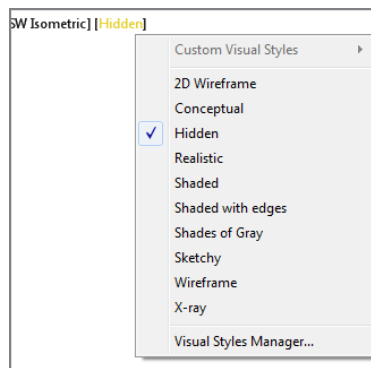 SW Isometric] [Hidden]
Custom Visual Styles
2D Wireframe
Conceptual
Hidden
Realistic
Shaded
Shaded with edges
Shades of Gray
Sketchy
Wireframe
X-ray
Visual Styles Manager...